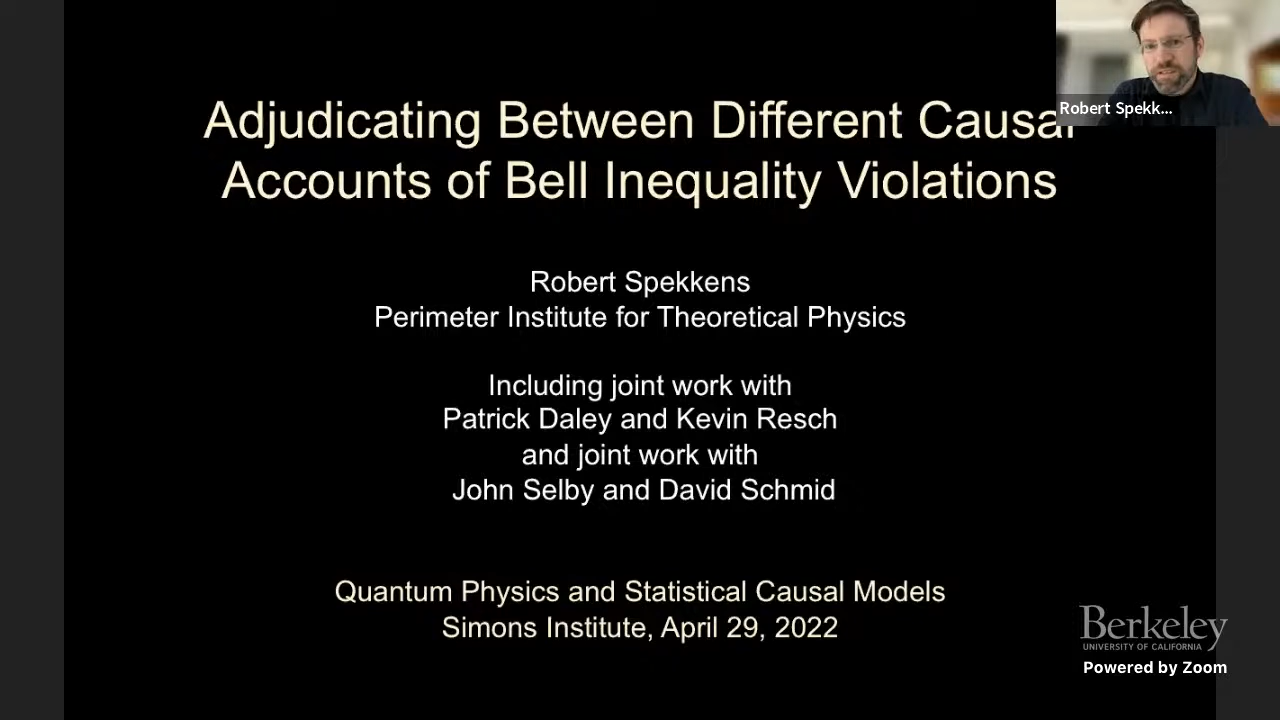 Adjudicating Between Different Causal
Accounts of Bell Inequality Violations
Robert Spekk...
Robert Spekkens
Perimeter Institute for Theoretical Physics
Including joint work with
Patrick Daley and Kevin Resch
and joint work with
John Selby and David Schmid
Quantum Physics and Statistical Causal Models
Simons Institute, April 29, 2022
Berkeley
UNIVERSITY OF CALIFORNIA
Powered by Zoom